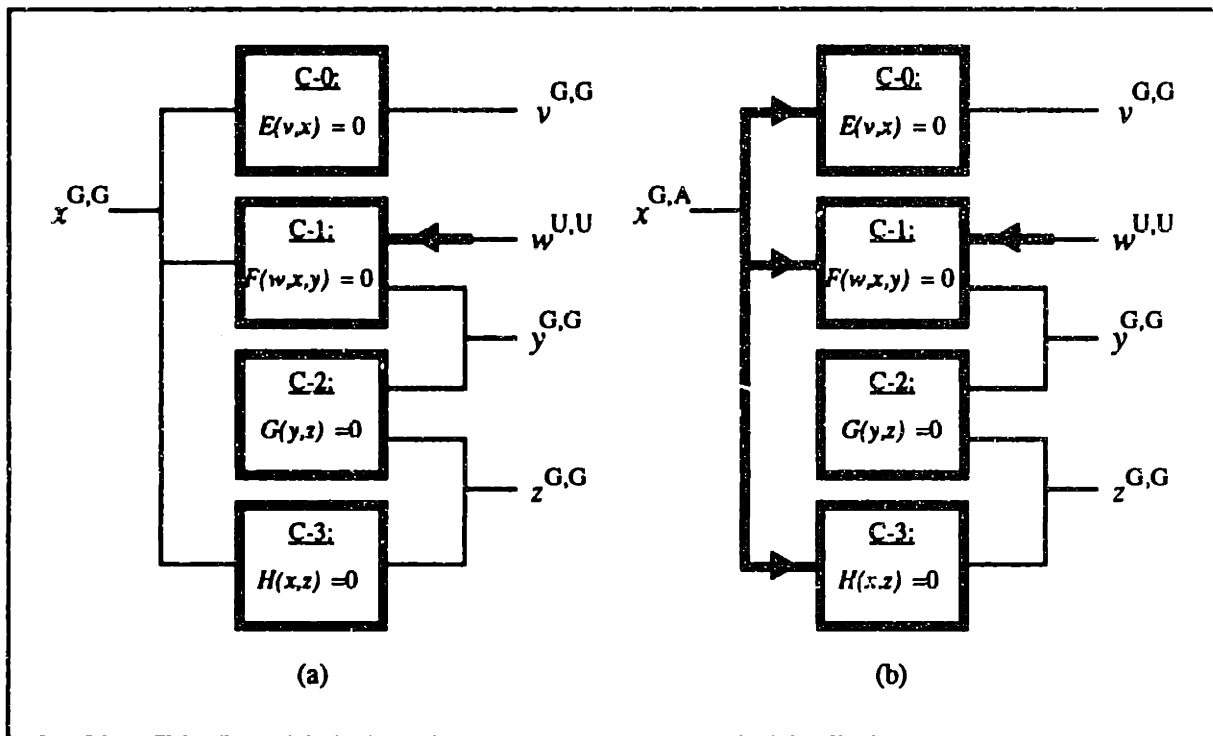 C-0:
E(v,x) = 0
v^G,G
x^G,G
C-1:
F(w,x,y) = 0
w^U,U
y^G,G
C-2:
G(y,z) =0
z^G,G
C-3:
H(x,z) =0
(a)
C-0:
E(v,x) = 0
v^G,G
x^G,A
C-1:
F(w,x,y) = 0
w^U,U
y^G,G
C-2:
G(y,z) =0
z^G,G
C-3:
H(x,z) =0
(b)